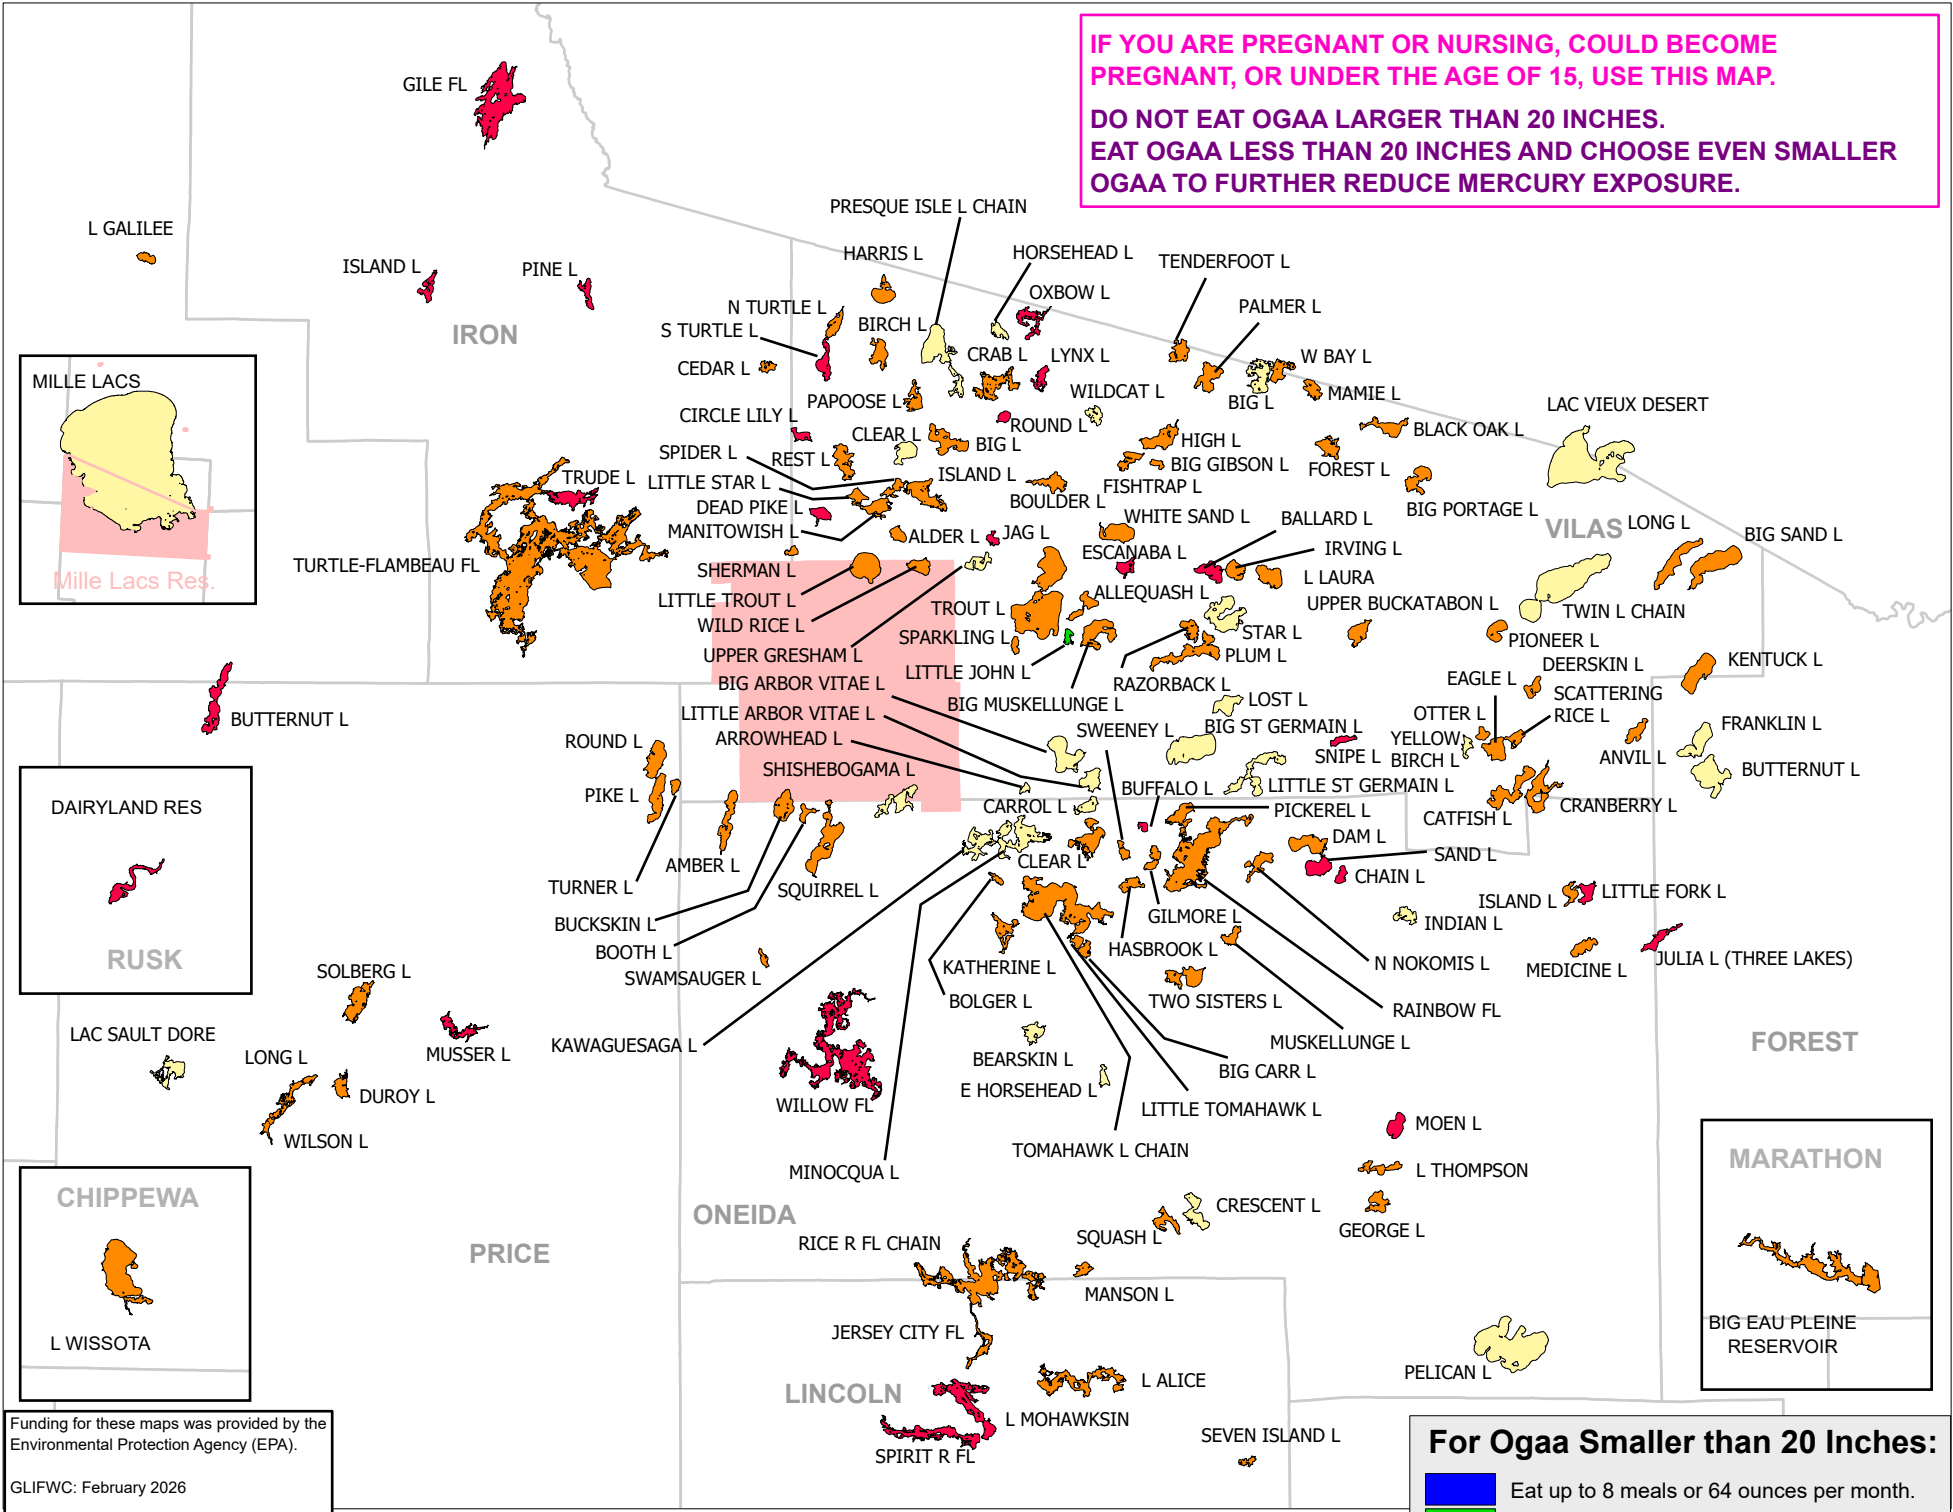 IF YOU ARE PREGNANT OR NURSING, COULD BECOME
PREGNANT, OR UNDER THE AGE OF 15, USE THIS MAP.
DO NOT EAT OGAA LARGER THAN 20 INCHES.
EAT OGAA LESS THAN 20 INCHES AND CHOOSE EVEN SMALLER
OGAA TO FURTHER REDUCE MERCURY EXPOSURE.
GILE FL
L GALILEE
ISLAND L
PINE L
IRON
PRESQUE ISLE L CHAIN
HARRIS L
HORSEHEAD L
OXBOW L
TENDERFOOT L
PALMER L
N TURTLE L
S TURTLE L
BIRCH L
CEDAR L
CRAB L
LYNX L
W BAY L
BIG L
MAMIE L
WILDCAT L
PAPOOSE L
CIRCLE LILY L
CLEAR L
ROUND L
BIG L
HIGH L
BIG GIBSON L
FISHTRAP L
FOREST L
BLACK OAK L
LAC VIEUX DESERT
BIG PORTAGE L
MILLE LACS
Mille Lacs Res.
SPIDER L
REST L
LITTLE STAR L
ISLAND L
BOULDER L
DEAD PIKE L
MANITOWISH L
ALDER L
JAG L
WHITE SAND L
BALLARD L
ESCANABA L
IRVING L
L LAURA
VILAS
LONG L
BIG SAND L
TRUDE L
TURTLE-FLAMBEAU FL
SHERMAN L
LITTLE TROUT L
WILD RICE L
UPPER GRESHAM L
TROUT L
SPARKLING L
ALLEQUASH L
LITTLE JOHN L
BIG MUSKELLUNGE L
STAR L
PLUM L
RAZORBACK L
UPPER BUCKATABON L
TWIN L CHAIN
PIONEER L
DEERSKIN L
KENTUCK L
EAGLE L
SCATTERING
RICE L
OTTER L
YELLOW
BIRCH L
ANVIL L
FRANKLIN L
BUTTERNUT L
BIG ARBOR VITAE L
LITTLE ARBOR VITAE L
ARROWHEAD L
SHISHEBOGAMA L
LOST L
BIG ST GERMAIN L
SWEENEY L
SNIPE L
LITTLE ST GERMAIN L
BUTTERNUT L
ROUND L
PIKE L
TURNER L
AMBER L
BUCKSKIN L
BOOTH L
SQUIRREL L
SWAMSAUGER L
KAWAGUESAGA L
CARROL L
CLEAR L
BUFFALO L
PICKEREL L
DAM L
SAND L
CHAIN L
CATFISH L
CRANBERRY L
ISLAND L
LITTLE FORK L
INDIAN L
MEDICINE L
JULIA L (THREE LAKES)
GILMORE L
HASBROOK L
N NOKOMIS L
RAINBOW FL
MUSKELLUNGE L
KATHERINE L
BOLGER L
TWO SISTERS L
BEARSKIN L
BIG CARR L
E HORSEHEAD L
LITTLE TOMAHAWK L
TOMAHAWK L CHAIN
MINOCQUA L
WILLOW FL
DAIRYLAND RES
RUSK
SOLBERG L
LAC SAULT DORE
LONG L
MUSSER L
DUROY L
WILSON L
FOREST
MOEN L
L THOMPSON
GEORGE L
CRESCENT L
SQUASH L
MARATHON
BIG EAU PLEINE
RESERVOIR
CHIPPEWA
L WISSOTA
PRICE
ONEIDA
RICE R FL CHAIN
MANSON L
JERSEY CITY FL
LINCOLN
L ALICE
L MOHAWKSIN
SPIRIT R FL
PELICAN L
SEVEN ISLAND L
Funding for these maps was provided by the
Environmental Protection Agency (EPA).
GLIFWC: February 2026
For Ogaa Smaller than 20 Inches:
Eat up to 8 meals or 64 ounces per month.